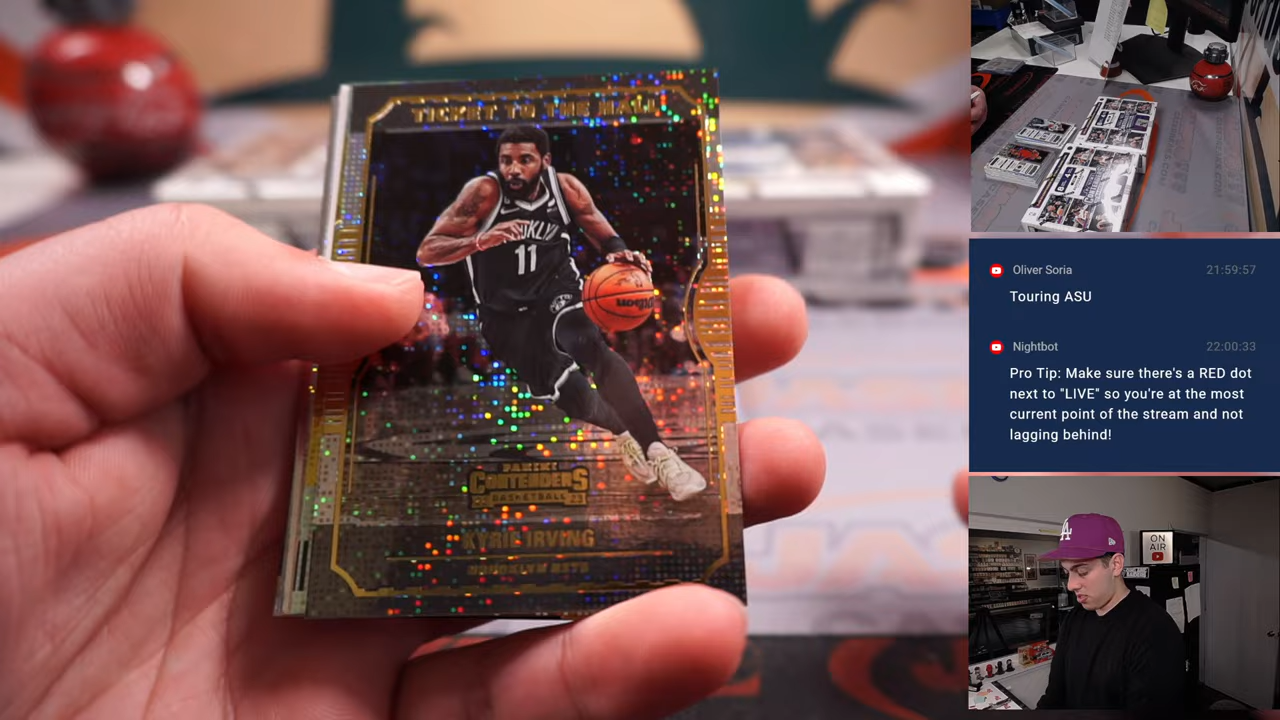 TICKET TO THE HALL
BROOKLYN
11
PANINI
CONTENDERS
BASKETBALL
KYRIE IRVING
BROOKLYN NETS
Oliver Soria
21:59:57
Touring ASU
Nightbot
22:00:33
Pro Tip: Make sure there's a RED dot
next to "LIVE" so you're at the most
current point of the stream and not
lagging behind!
LA
ON
AIR